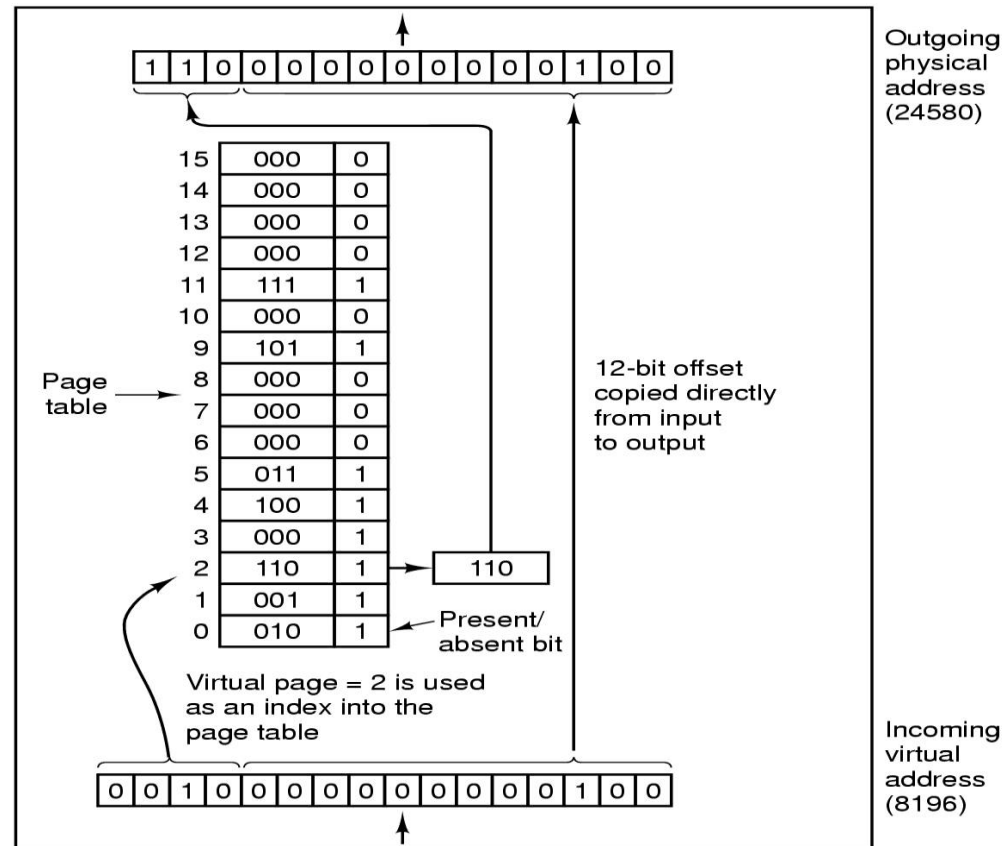 1 1 0 0 0 0 0 0 0 0 0 0 1 0 0
Outgoing
physical
address
(24580)
15 000 0
14 000 0
13 000 0
12 000 0
11 111 1
10 000 0
9 101 1
8 000 0
7 000 0
6 000 0
5 011 1
4 100 1
3 000 1
2 110 1 110
1 001 1
0 010 1
Page
table
12-bit offset
copied directly
from input
to output
Present/
absent bit
Virtual page = 2 is used
as an index into the
page table
0 0 1 0 0 0 0 0 0 0 0 0 0 1 0 0
Incoming
virtual
address
(8196)